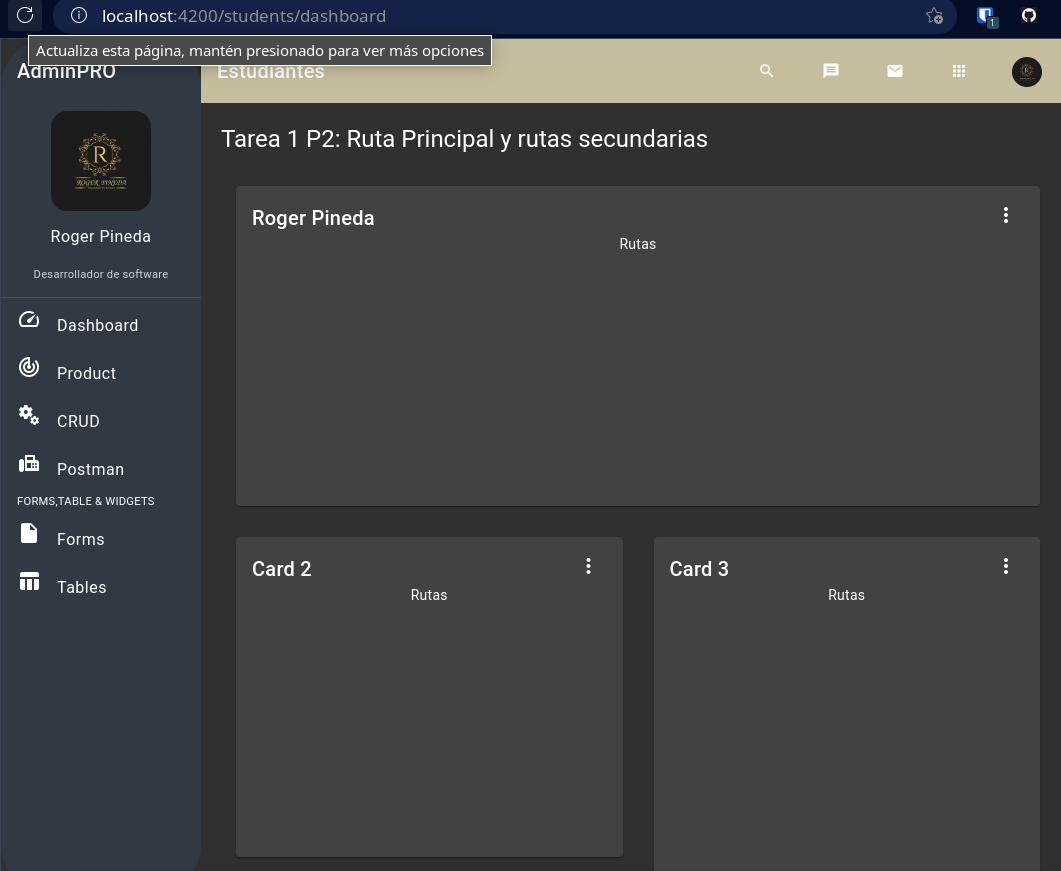 localhost:4200/students/dashboard
1
Actualiza esta página, mantén presionado para ver más opciones
AdminPRO
Estudiantes
R
ROGER PINEDA
Roger Pineda
Desarrollador de software
Dashboard
Product
CRUD
Postman
FORMS,TABLE & WIDGETS
Forms
Tables
Tarea 1 P2: Ruta Principal y rutas secundarias
Roger Pineda
Rutas
Card 2
Rutas
Card 3
Rutas